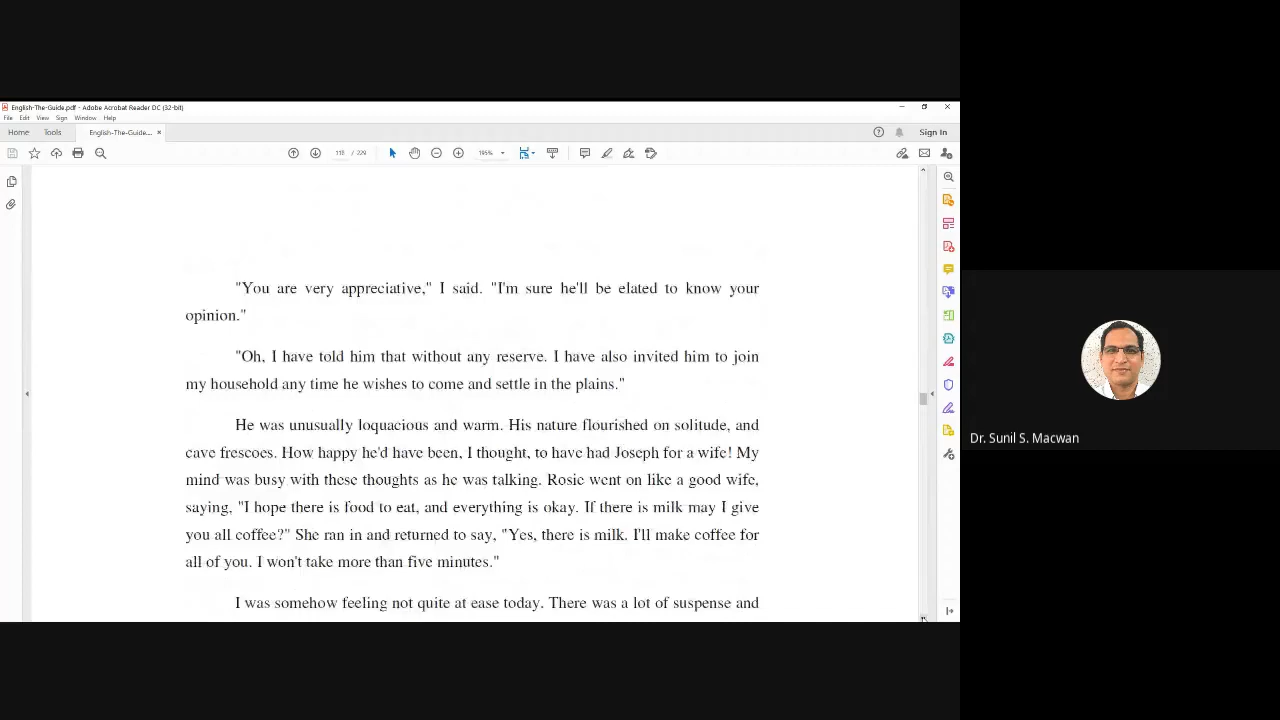 English-The-Guide.pdf - Adobe Acrobat Reader DC (32-bit)
File Edit View Sign Window Help
Home Tools English-The-Guide.... × Sign In
118 / 229 195%
"You are very appreciative," I said. "I'm sure he'll be elated to know your
opinion."
"Oh, I have told him that without any reserve. I have also invited him to join
my household any time he wishes to come and settle in the plains."
He was unusually loquacious and warm. His nature flourished on solitude, and
cave frescoes. How happy he'd have been, I thought, to have had Joseph for a wife! My
mind was busy with these thoughts as he was talking. Rosie went on like a good wife,
saying, "I hope there is food to eat, and everything is okay. If there is milk may I give
you all coffee?" She ran in and returned to say, "Yes, there is milk. I'll make coffee for
all of you. I won't take more than five minutes."
I was somehow feeling not quite at ease today. There was a lot of suspense and
Dr. Sunil S. Macwan